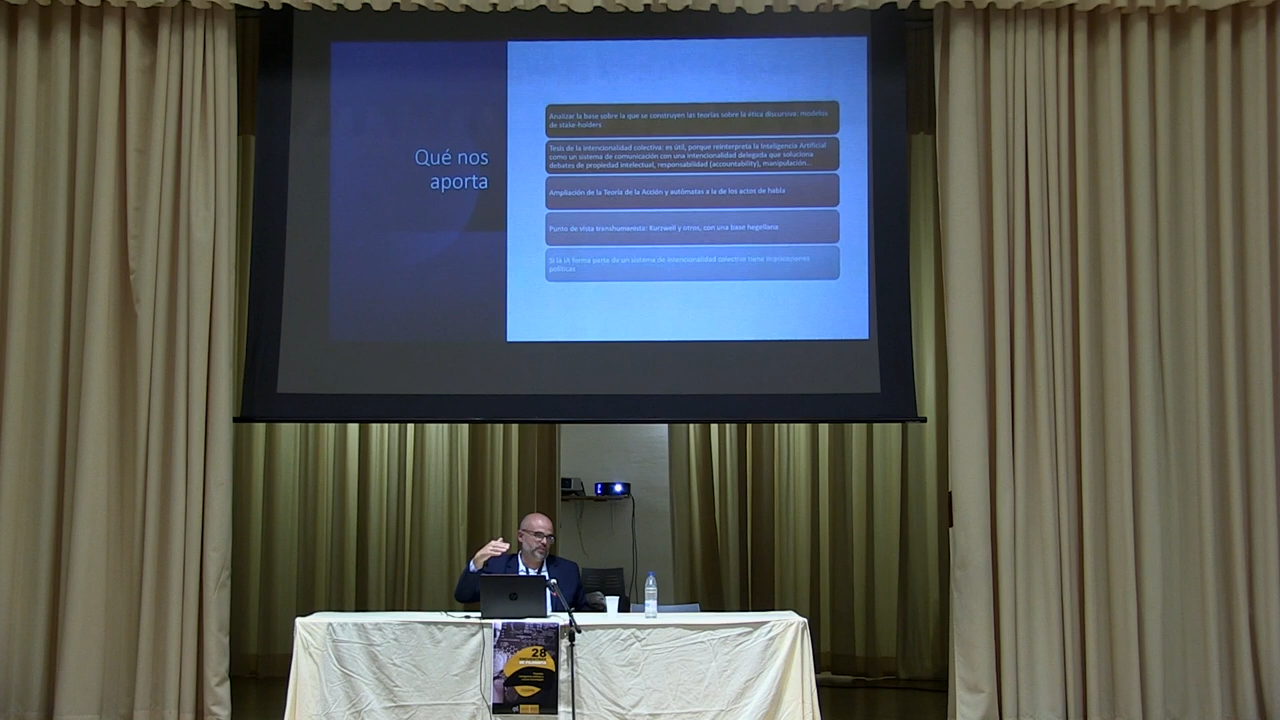 Qué nos
aporta
Analizar la base sobre la que se construyen las teorías sobre la ética discursiva: modelos
de stake-holders
Tesis de la intencionalidad colectiva: es útil, porque reinterpreta la Inteligencia Artificial
como un sistema de comunicación con una intencionalidad delegada que soluciona
debates de propiedad intelectual, responsabilidad (accountability), manipulación...
Ampliación de la Teoría de la Acción y autómatas a la de los actos de habla
Punto de vista transhumanista: Kurzweil y otros, con una base hegeliana
Si la IA forma parte de un sistema de intencionalidad colectiva tiene implicaciones
políticas
28
DE FILOSOFÍA